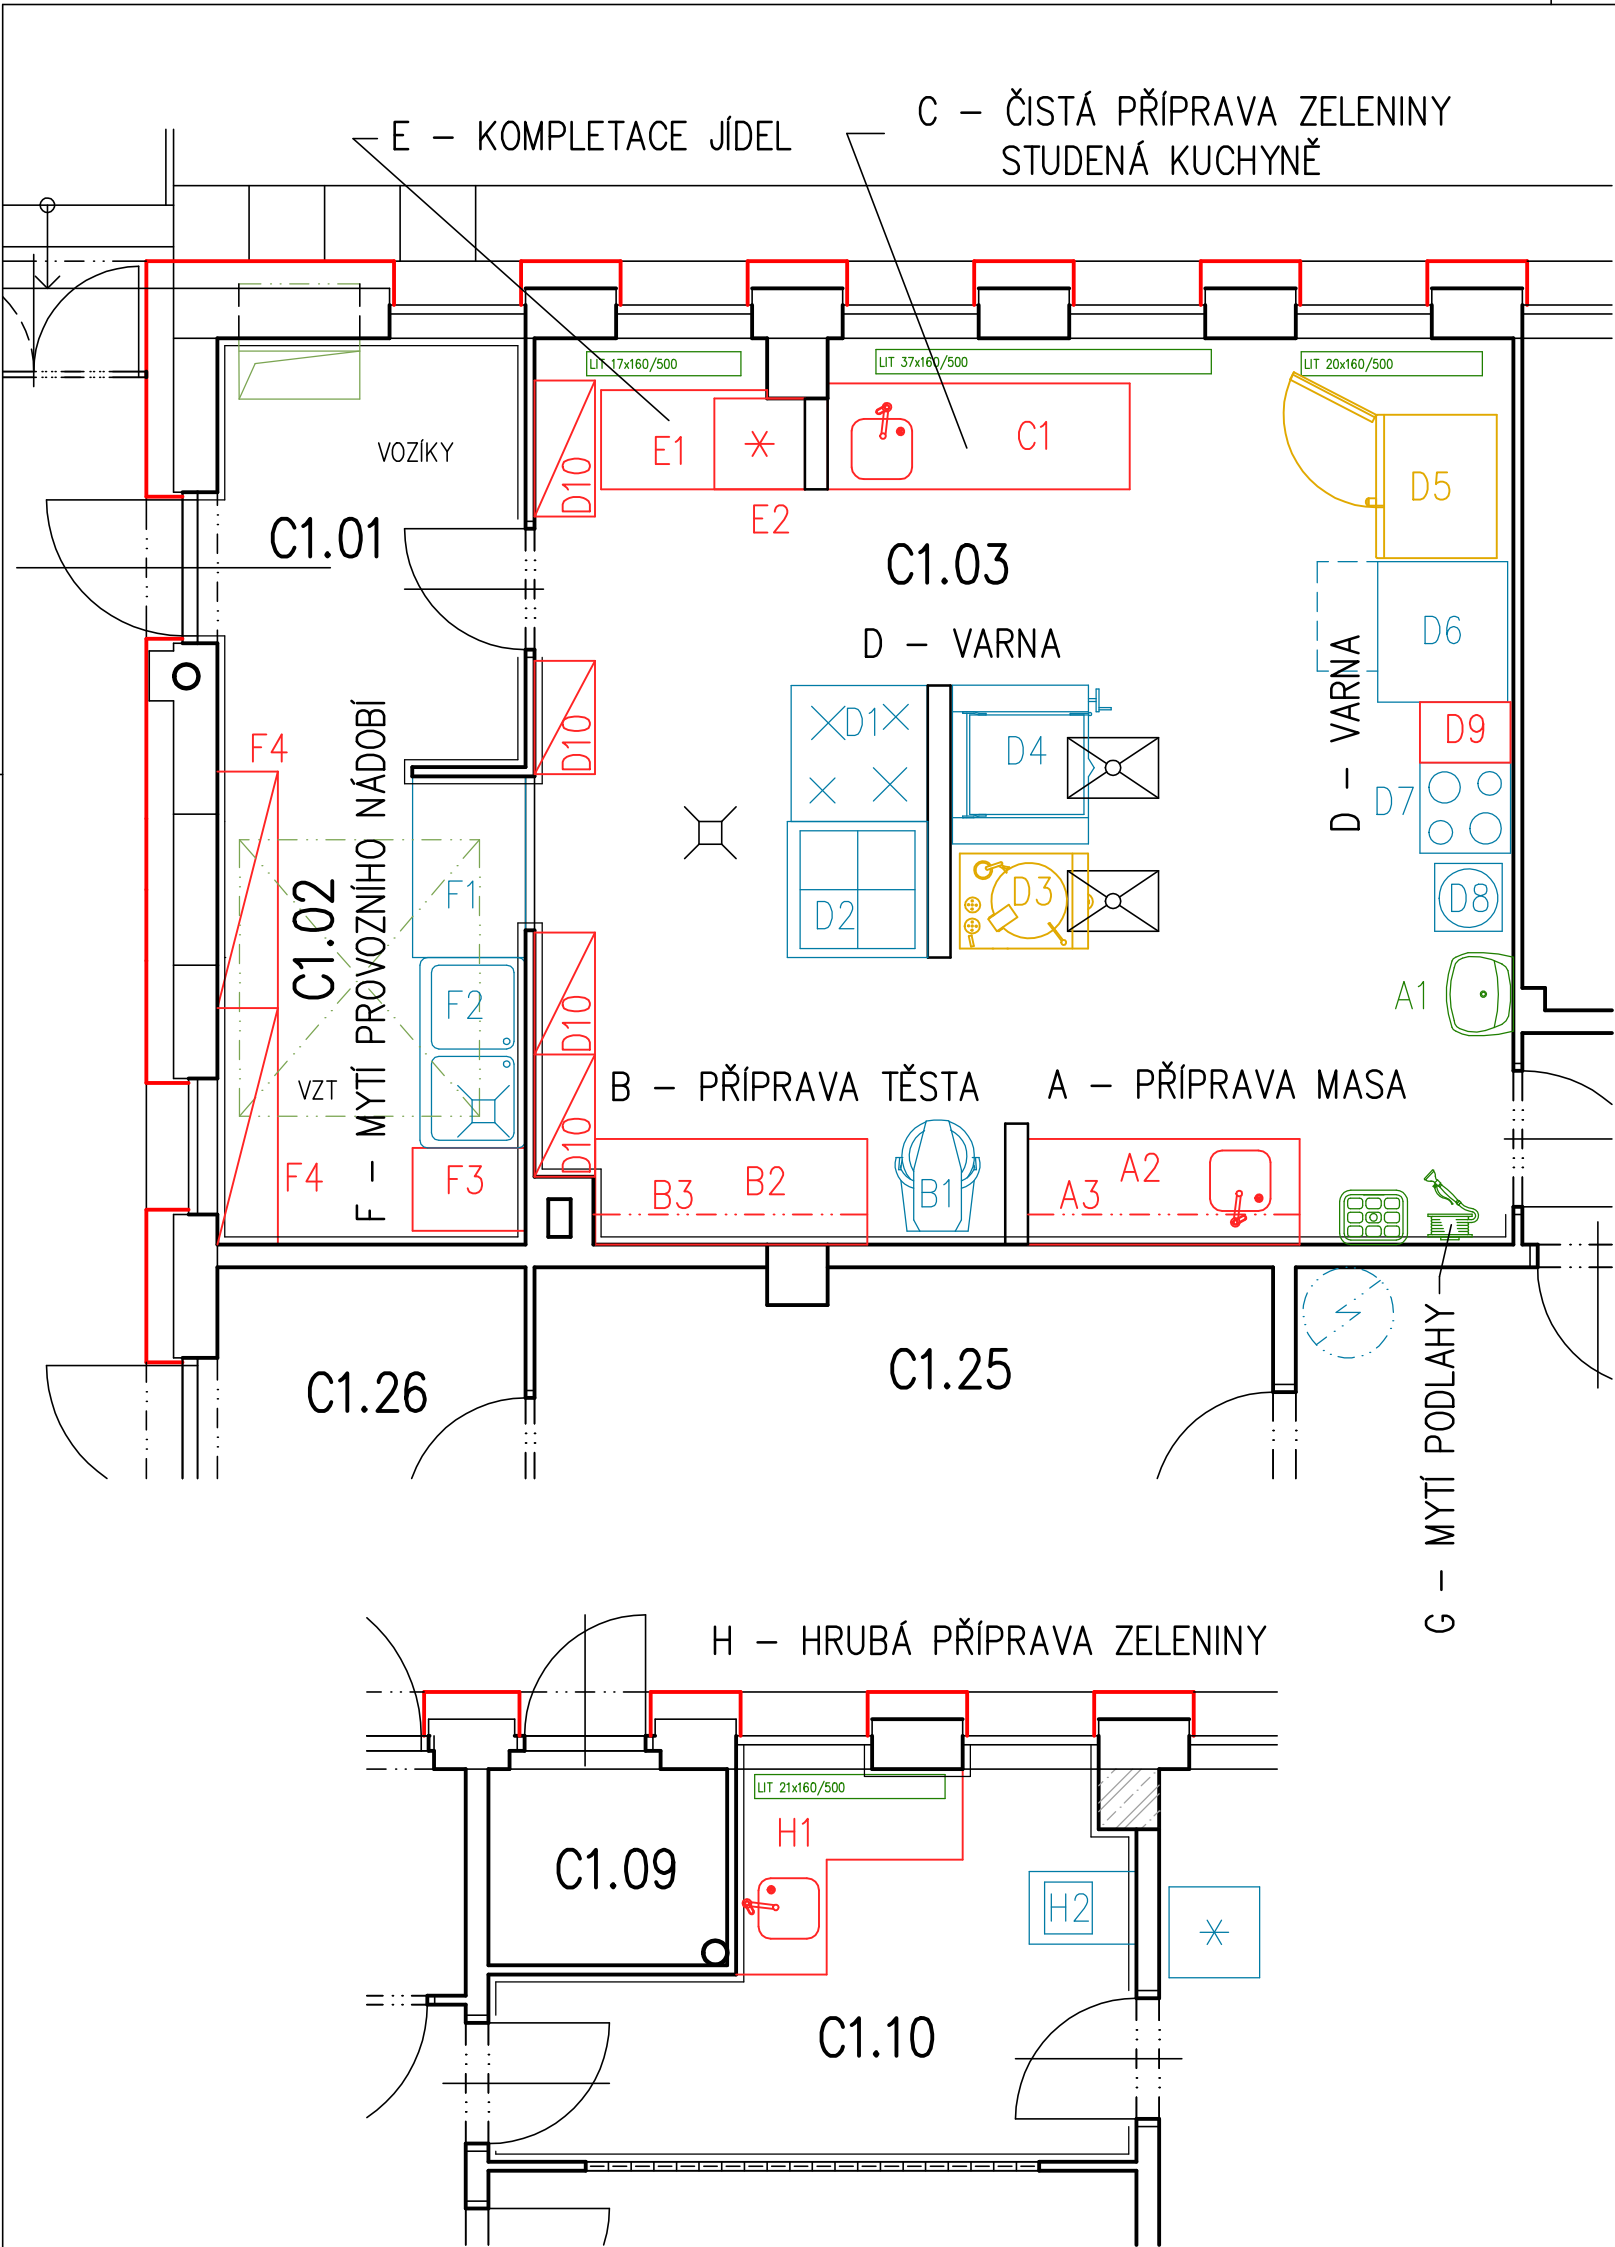 E – KOMPLETACE JÍDEL
C – ČISTÁ PŘÍPRAVA ZELENINY
STUDENÁ KUCHYNĚ
LIT 17x160/500
LIT 37x160/500
LIT 20x160/500
VOZÍKY
D10
E1
C1
D5
E2
C1.01
C1.03
D – VARNA
D6
D – VARNA
D9
F4
D10
D1
D4
D7
F – MYTÍ PROVOZNÍHO NÁDOBÍ
C1.02
F1
D2
D3
D8
F2
D10
A1
VZT
B – PŘÍPRAVA TĚSTA
A – PŘÍPRAVA MASA
F4
F3
D10
B3
B2
B1
A3
A2
C1.26
C1.25
G – MYTÍ PODLAHY
H – HRUBÁ PŘÍPRAVA ZELENINY
LIT 21x160/500
H1
C1.09
H2
C1.10